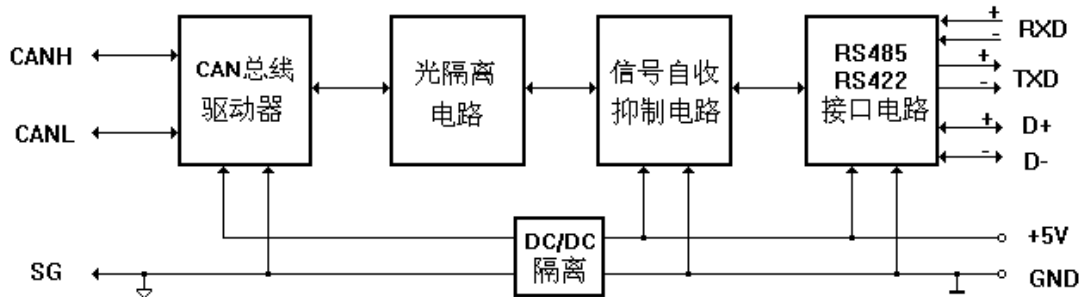 CANH
CANL
CAN总线
驱动器
光隔离
电路
信号自收
抑制电路
RS485
RS422
接口电路
+
-
RXD
+
-
TXD
+
D+
-
D-
DC/DC
隔离
+5V
SG
GND